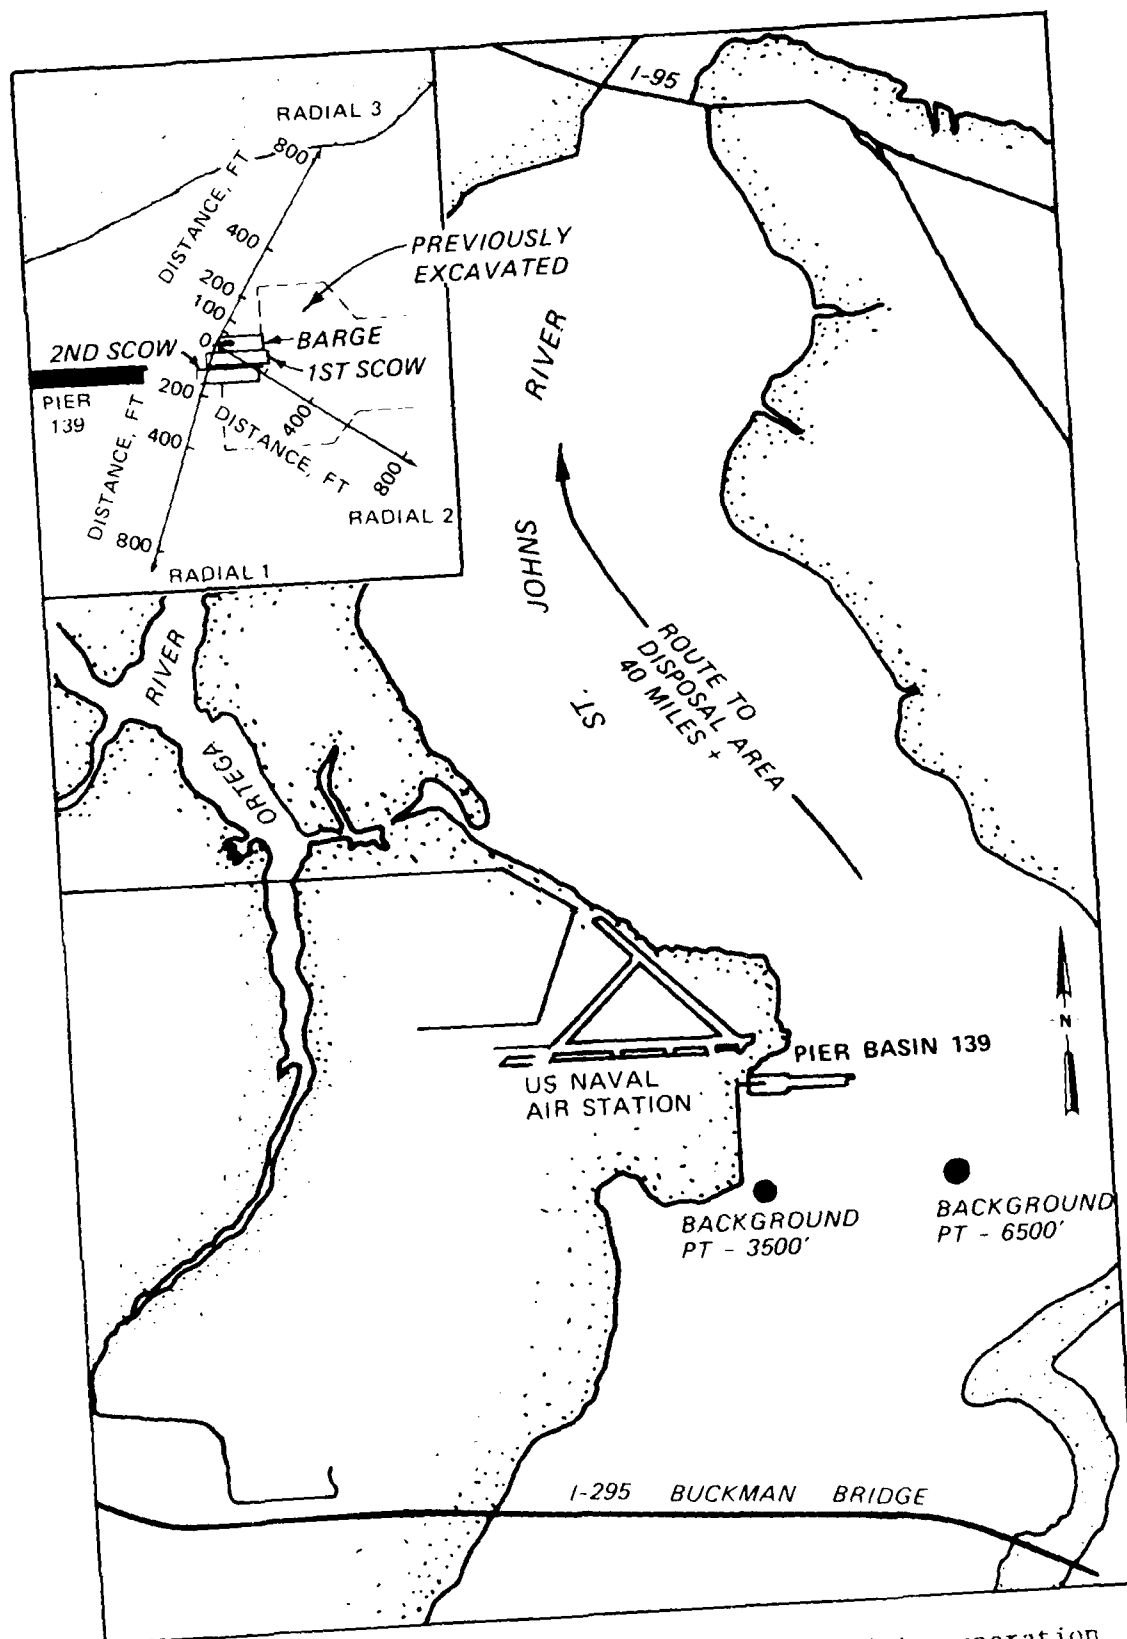 I-95
RADIAL 3
800
DISTANCE, FT
400
200
100
0
PREVIOUSLY
EXCAVATED
BARGE
2ND SCOW
1ST SCOW
PIER
139
200
400
DISTANCE, FT
800
RADIAL 1
DISTANCE, FT
400
800
RADIAL 2
RIVER
JOHNS
ST.
ROUTE TO
DISPOSAL AREA
40 MILES +
RIVER
ORTEGA
N
PIER BASIN 139
US NAVAL
AIR STATION
BACKGROUND
PT - 3500'
BACKGROUND
PT - 6500'
I-295 BUCKMAN BRIDGE